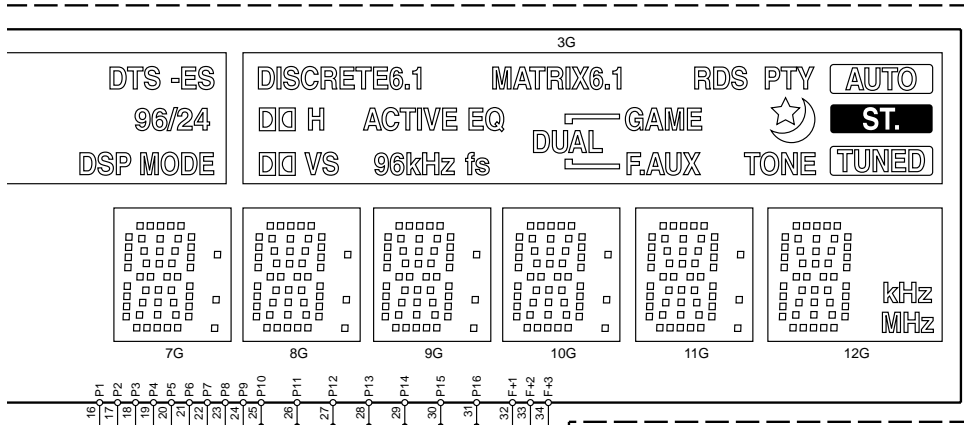 3G
DTS -ES DISCRETE6.1 MATRIX6.1 RDS PTY AUTO
96/24 H ACTIVE EQ GAME ST.
DUAL
DSP MODE VS 96kHz fs F.AUX TONE TUNED
kHz
MHz
7G 8G 9G 10G 11G 12G
P1 P2 P3 P4 P5 P6 P7 P8 P9 P10 P11 P12 P13 P14 P15 P16 F+1 F+2 F+3
16 17 18 19 20 21 22 23 24 25 26 27 28 29 30 31 32 33 34